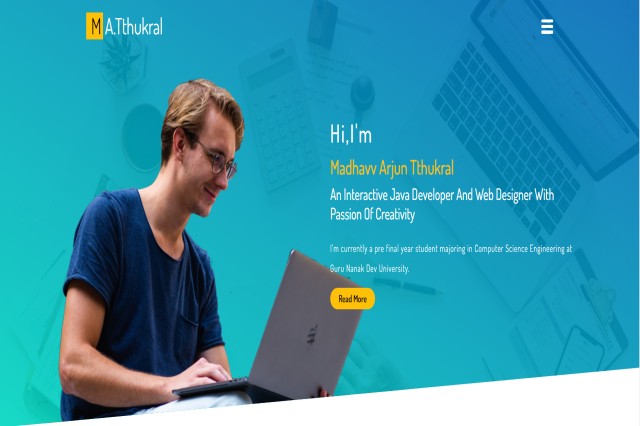 M A.Tthukral
Hi,I'm
Madhavv Arjun Tthukral
An Interactive Java Developer And Web Designer With
Passion Of Creativity
I'm currently a pre final year student majoring in Computer Science Engineering at
Guru Nanak Dev University.
Read More